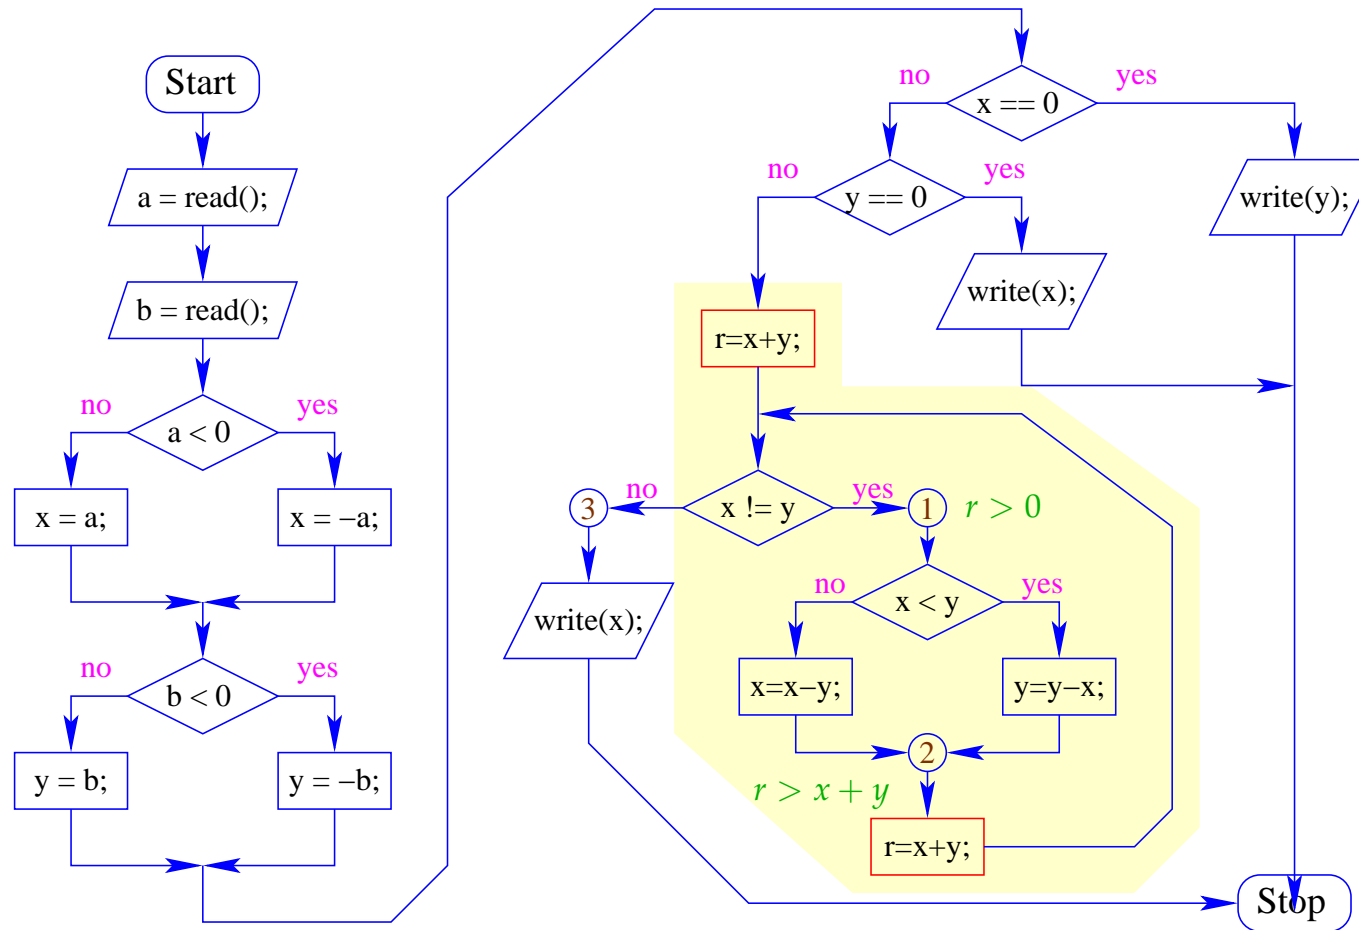 Start
a = read();
b = read();
a < 0
no
yes
x = a;
x = −a;
b < 0
no
yes
y = b;
y = −b;
x == 0
no
yes
write(y);
y == 0
no
yes
write(x);
r=x+y;
x != y
no
yes
3
write(x);
1
r > 0
x < y
no
yes
x=x−y;
y=y−x;
2
r > x + y
r=x+y;
Stop